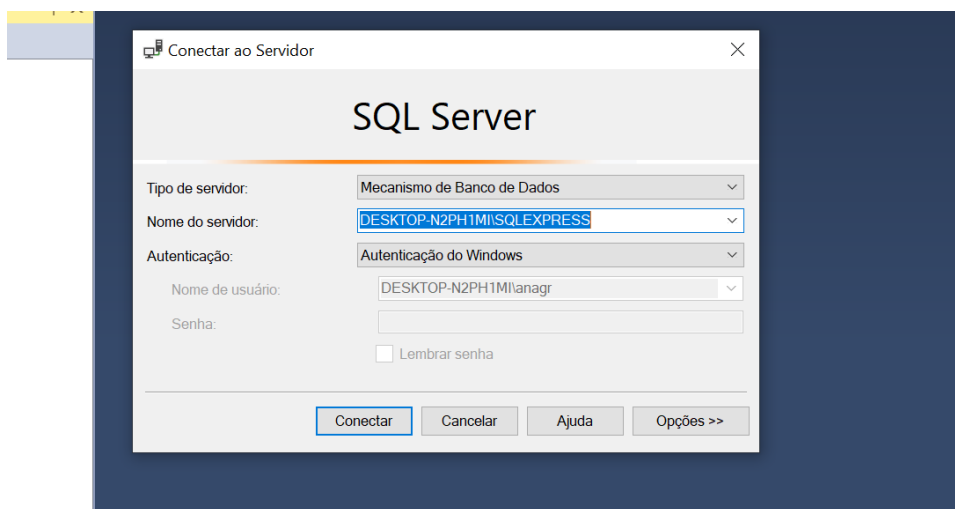 Conectar ao Servidor
SQL Server
Tipo de servidor: Mecanismo de Banco de Dados
Nome do servidor: DESKTOP-N2PH1MI\SQLEXPRESS
Autenticação: Autenticação do Windows
Nome de usuário: DESKTOP-N2PH1MI\anagr
Senha:
Lembrar senha
Conectar Cancelar Ajuda Opções >>